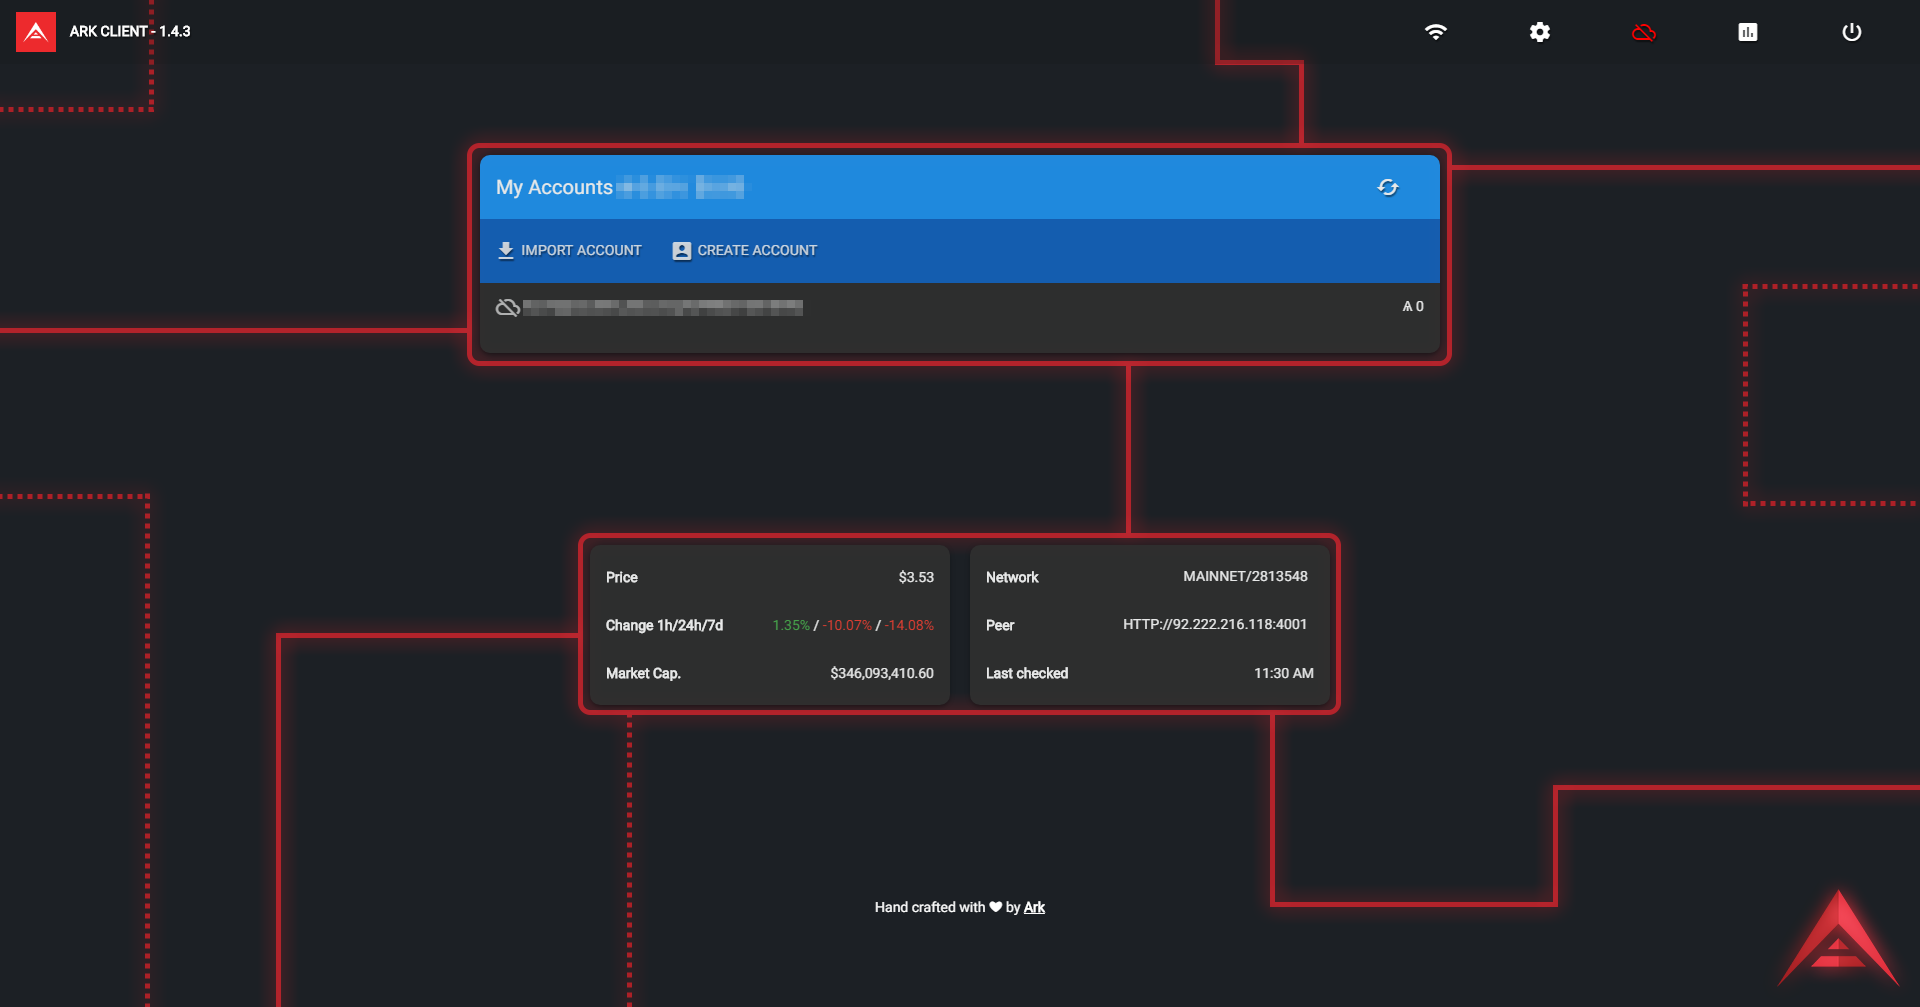 ARK CLIENT - 1.4.3
My Accounts
IMPORT ACCOUNT CREATE ACCOUNT
Ѧ 0
Price $3.53
Change 1h/24h/7d 1.35% / -10.07% / -14.08%
Market Cap. $346,093,410.60
Network MAINNET/2813548
Peer HTTP://92.222.216.118:4001
Last checked 11:30 AM
Hand crafted with ♥ by Ark